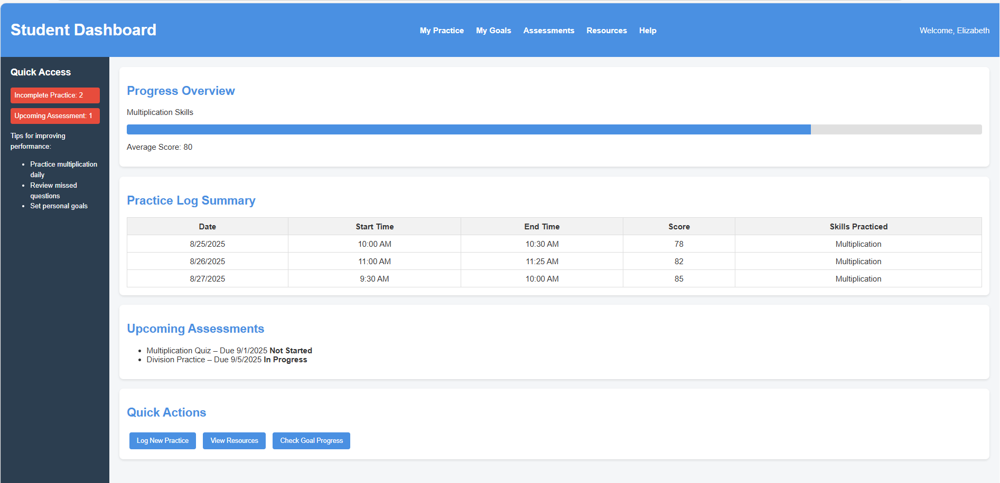 Student Dashboard
My Practice My Goals Assessments Resources Help
Welcome, Elizabeth
Quick Access
Incomplete Practice: 2
Upcoming Assessment: 1
Tips for improving
performance:
• Practice multiplication
daily
• Review missed
questions
• Set personal goals
Progress Overview
Multiplication Skills
Average Score: 80
Practice Log Summary
Date Start Time End Time Score Skills Practiced
8/25/2025 10:00 AM 10:30 AM 78 Multiplication
8/26/2025 11:00 AM 11:25 AM 82 Multiplication
8/27/2025 9:30 AM 10:00 AM 85 Multiplication
Upcoming Assessments
• Multiplication Quiz – Due 9/1/2025 Not Started
• Division Practice – Due 9/5/2025 In Progress
Quick Actions
Log New Practice View Resources Check Goal Progress